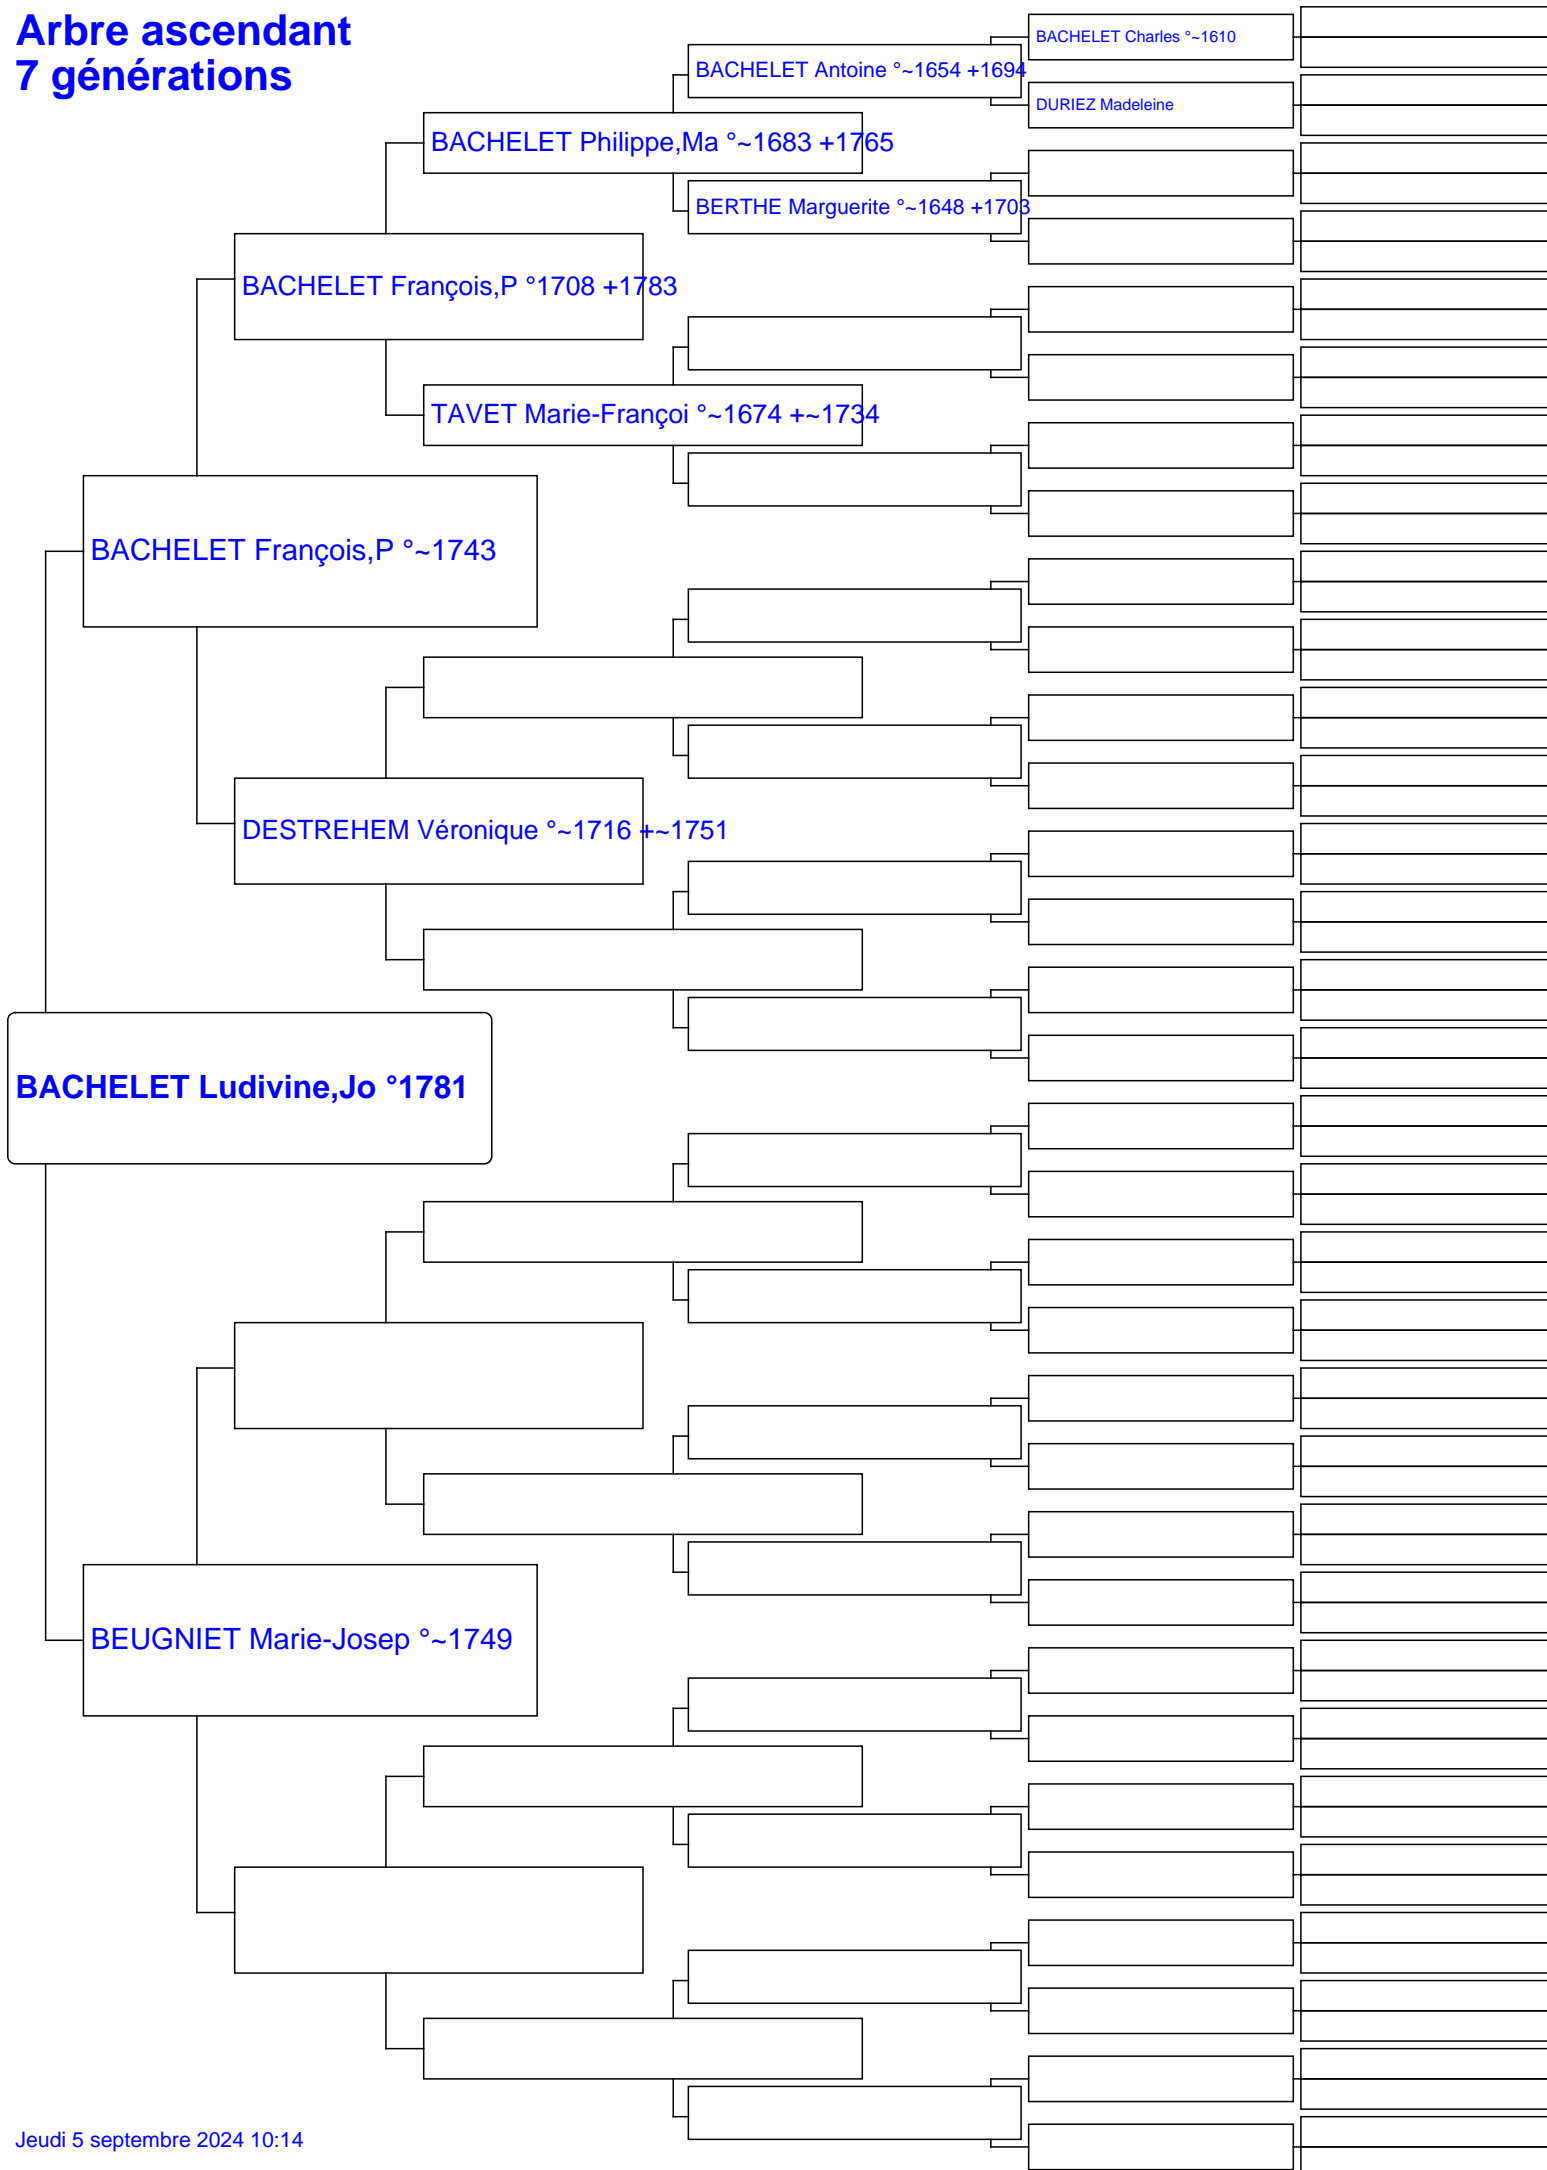 Arbre ascendant
7 générations
BACHELET Charles °~1610
BACHELET Antoine °~1654 +1694
DURIEZ Madeleine
BACHELET Philippe,Ma °~1683 +1765
BERTHE Marguerite °~1648 +1703
BACHELET François,P °1708 +1783
TAVET Marie-Françoi °~1674 +~1734
BACHELET François,P °~1743
DESTREHEM Véronique °~1716 +~1751
BACHELET Ludivine,Jo °1781
BEUGNIET Marie-Josep °~1749
Jeudi 5 septembre 2024 10:14